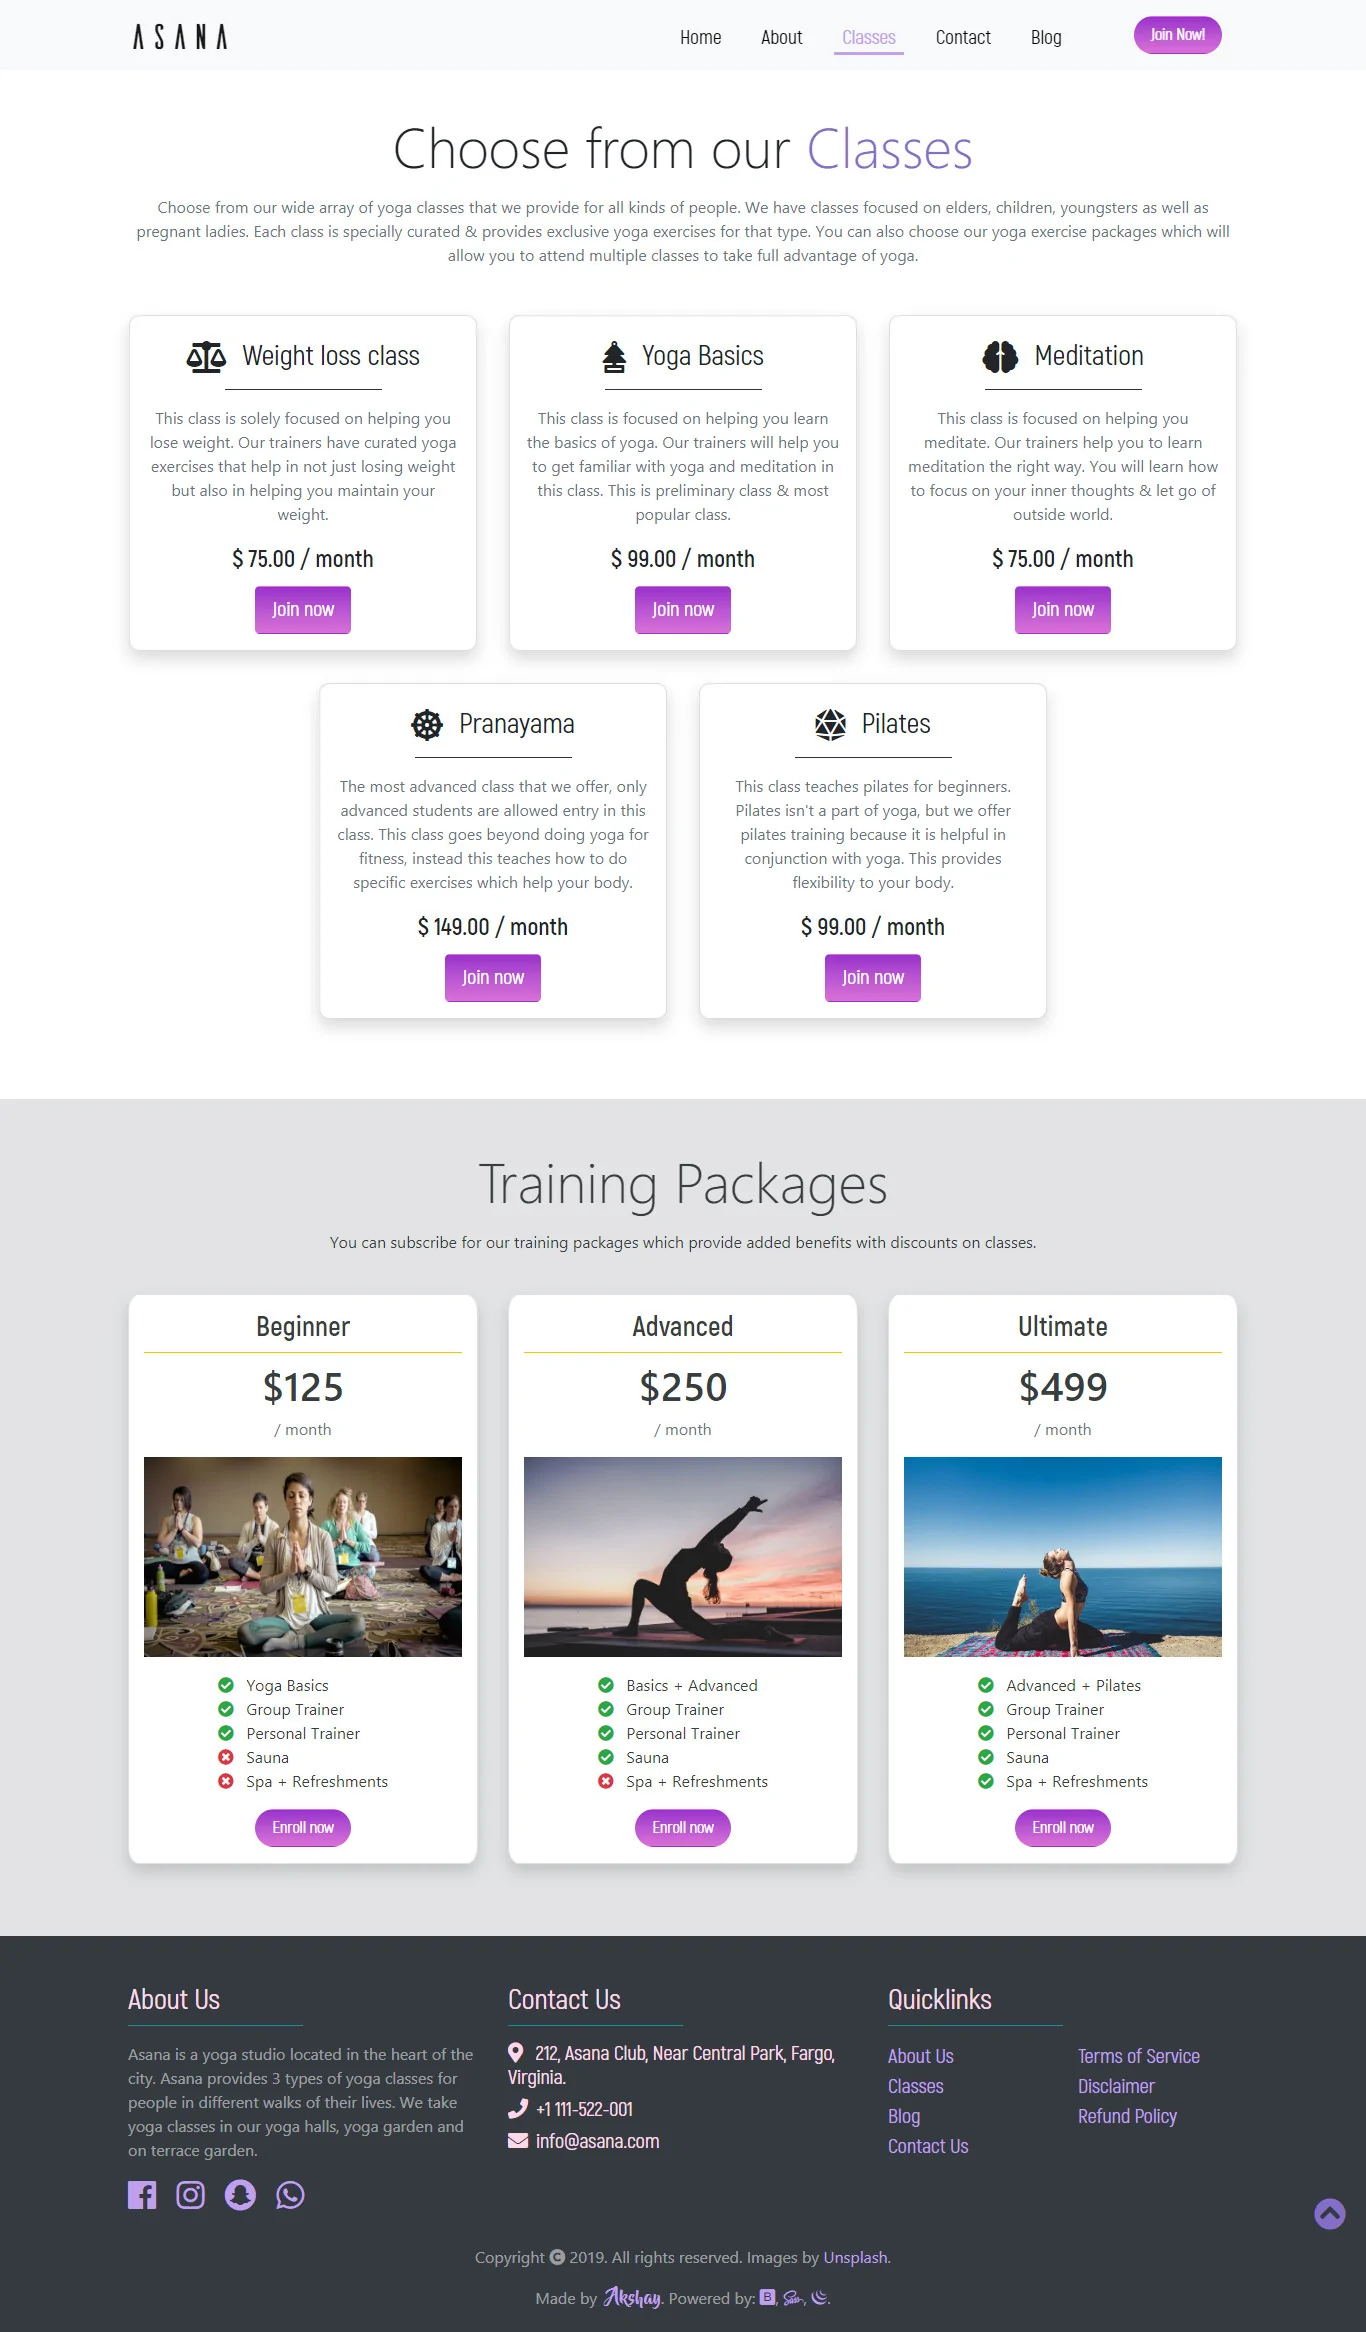 ASANA
Home About Classes Contact Blog Join Now!
Choose from our Classes
Choose from our wide array of yoga classes that we provide for all kinds of people. We have classes focused on elders, children, youngsters as well as
pregnant ladies. Each class is specially curated & provides exclusive yoga exercises for that type. You can also choose our yoga exercise packages which will
allow you to attend multiple classes to take full advantage of yoga.
Weight loss class
This class is solely focused on helping you
lose weight. Our trainers have curated yoga
exercises that help in not just losing weight
but also in helping you maintain your
weight.
$ 75.00 / month
Join now
Yoga Basics
This class is focused on helping you learn
the basics of yoga. Our trainers will help you
to get familiar with yoga and meditation in
this class. This is preliminary class & most
popular class.
$ 99.00 / month
Join now
Meditation
This class is focused on helping you
meditate. Our trainers help you to learn
meditation the right way. You will learn how
to focus on your inner thoughts & let go of
outside world.
$ 75.00 / month
Join now
Pranayama
The most advanced class that we offer, only
advanced students are allowed entry in this
class. This class goes beyond doing yoga for
fitness, instead this teaches how to do
specific exercises which help your body.
$ 149.00 / month
Join now
Pilates
This class teaches pilates for beginners.
Pilates isn't a part of yoga, but we offer
pilates training because it is helpful in
conjunction with yoga. This provides
flexibility to your body.
$ 99.00 / month
Join now
Training Packages
You can subscribe for our training packages which provide added benefits with discounts on classes.
Beginner
$125
/ month
Yoga Basics
Group Trainer
Personal Trainer
Sauna
Spa + Refreshments
Enroll now
Advanced
$250
/ month
Basics + Advanced
Group Trainer
Personal Trainer
Sauna
Spa + Refreshments
Enroll now
Ultimate
$499
/ month
Advanced + Pilates
Group Trainer
Personal Trainer
Sauna
Spa + Refreshments
Enroll now
About Us
Asana is a yoga studio located in the heart of the
city. Asana provides 3 types of yoga classes for
people in different walks of their lives. We take
yoga classes in our yoga halls, yoga garden and
on terrace garden.
Contact Us
212, Asana Club, Near Central Park, Fargo,
Virginia.
+1 111-522-001
info@asana.com
Quicklinks
About Us
Classes
Blog
Contact Us
Terms of Service
Disclaimer
Refund Policy
Copyright © 2019. All rights reserved. Images by Unsplash.
Made by Akshay. Powered by: B, Sass, .